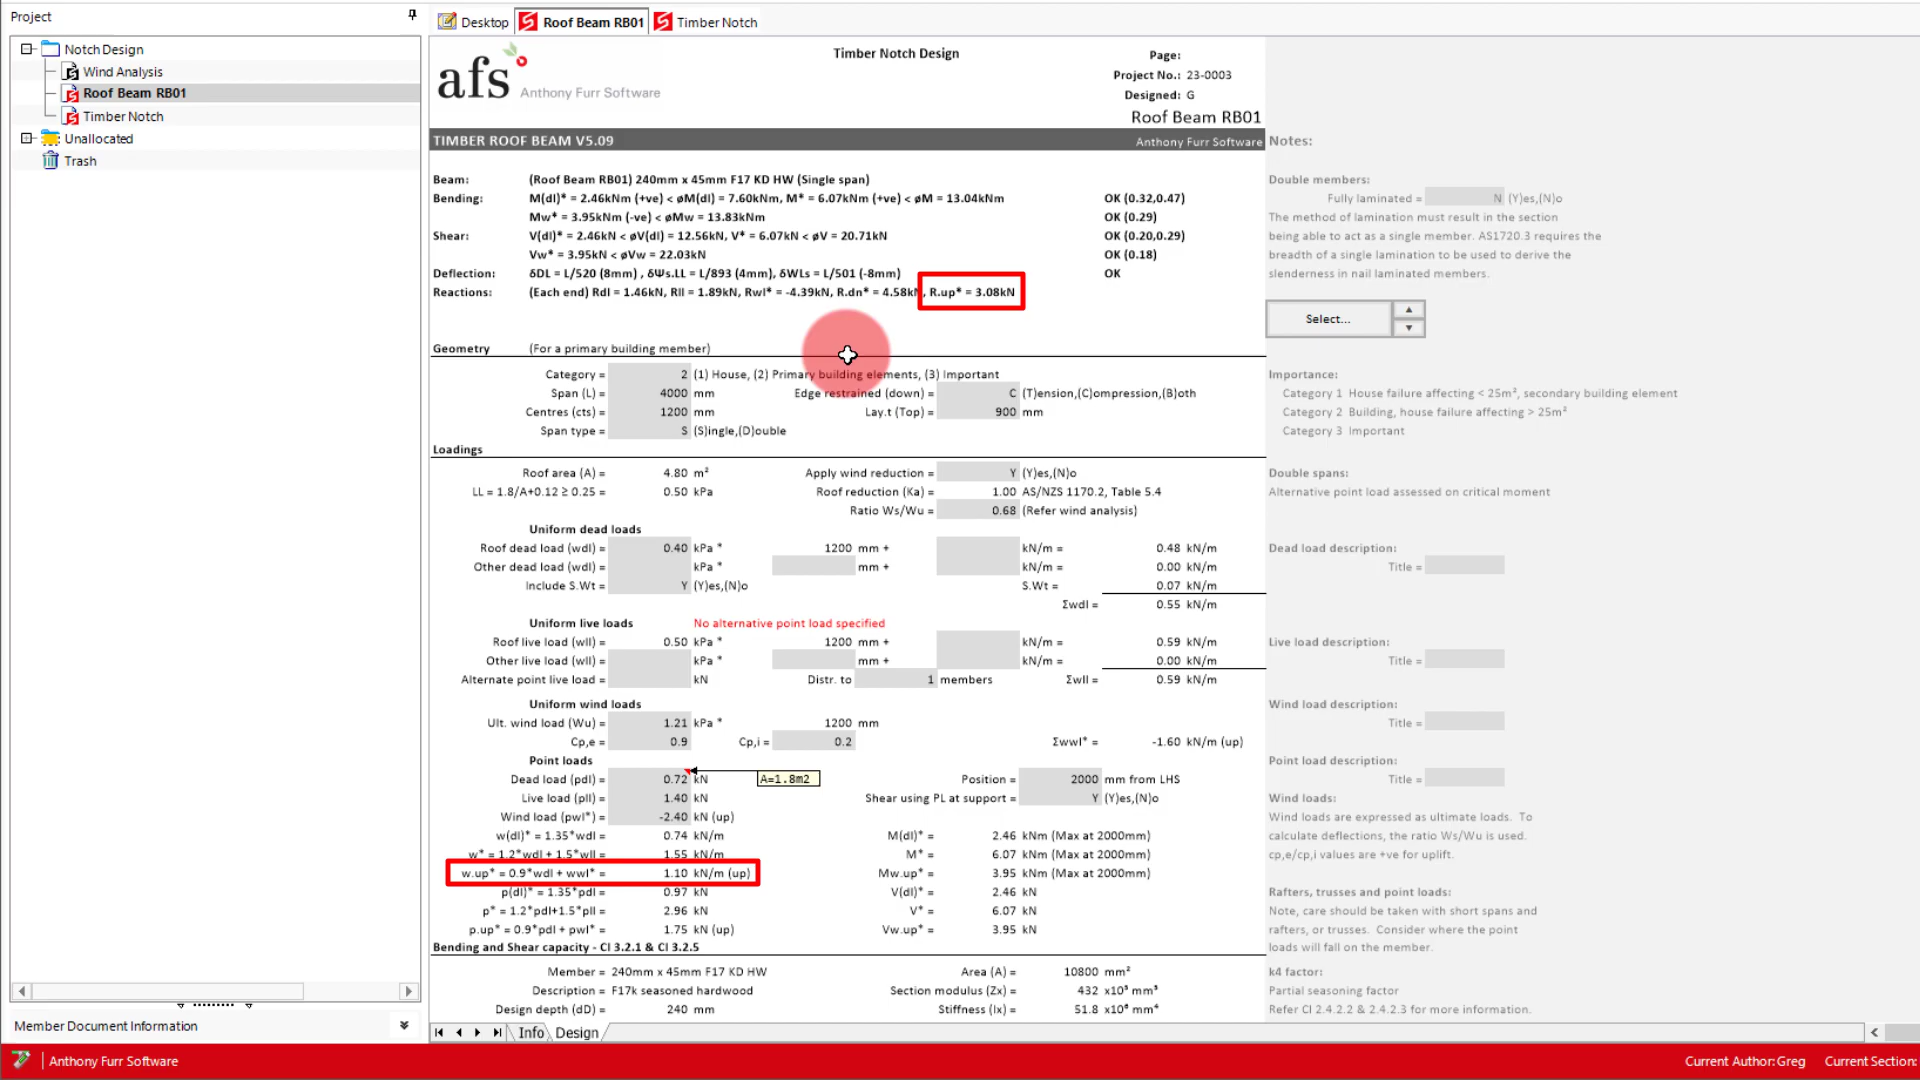 Project
Desktop
Roof Beam RB01
Timber Notch
Notch Design
Wind Analysis
Roof Beam RB01
Timber Notch
Unallocated
Trash
afs Anthony Furr Software
Timber Notch Design
Page:
Project No.: 23-0003
Designed: G
Roof Beam RB01
TIMBER ROOF BEAM V5.09 Anthony Furr Software
Notes:
Beam: (Roof Beam RB01) 240mm x 45mm F17 KD HW (Single span)
Bending: M(dl)* = 2.46kNm (+ve) < øM(dl) = 7.60kNm, M* = 6.07kNm (+ve) < øM = 13.04kNm OK (0.32,0.47)
Mw* = 3.95kNm (-ve) < øMw = 13.83kNm OK (0.29)
Shear: V(dl)* = 2.46kN < øV(dl) = 12.56kN, V* = 6.07kN < øV = 20.71kN OK (0.20,0.29)
Vw* = 3.95kN < øVw = 22.03kN OK (0.18)
Deflection: δDL = L/520 (8mm) , δΨs.LL = L/893 (4mm), δWLs = L/501 (-8mm) OK
Reactions: (Each end) Rdl = 1.46kN, Rll = 1.89kN, Rwl* = -4.39kN, R.dn* = 4.58kN, R.up* = 3.08kN
Double members:
Fully laminated = N (Y)es,(N)o
The method of lamination must result in the section
being able to act as a single member. AS1720.3 requires the
breadth of a single lamination to be used to derive the
slenderness in nail laminated members.
Select...
Geometry (For a primary building member)
Category = 2 (1) House, (2) Primary building elements, (3) Important
Span (L) = 4000 mm Edge restrained (down) = C (T)ension,(C)ompression,(B)oth
Centres (cts) = 1200 mm Lay.t (Top) = 900 mm
Span type = S (S)ingle,(D)ouble
Importance:
Category 1 House failure affecting < 25m², secondary building element
Category 2 Building, house failure affecting > 25m²
Category 3 Important
Loadings
Roof area (A) = 4.80 m² Apply wind reduction = Y (Y)es,(N)o
LL = 1.8/A+0.12 ≥ 0.25 = 0.50 kPa Roof reduction (Ka) = 1.00 AS/NZS 1170.2, Table 5.4
Ratio Ws/Wu = 0.68 (Refer wind analysis)
Double spans:
Alternative point load assessed on critical moment
Uniform dead loads
Roof dead load (wdl) = 0.40 kPa * 1200 mm + kN/m = 0.48 kN/m
Other dead load (wdl) = kPa * mm + kN/m = 0.00 kN/m
Include S.Wt = Y (Y)es,(N)o S.Wt = 0.07 kN/m
Σwdl = 0.55 kN/m
Dead load description:
Title =
Uniform live loads No alternative point load specified
Roof live load (wll) = 0.50 kPa * 1200 mm + kN/m = 0.59 kN/m
Other live load (wll) = kPa * mm + kN/m = 0.00 kN/m
Alternate point live load = kN Distr. to 1 members Σwll = 0.59 kN/m
Live load description:
Title =
Uniform wind loads
Ult. wind load (Wu) = 1.21 kPa * 1200 mm
Cp,e = 0.9 Cp,i = 0.2 Σwwl* = -1.60 kN/m (up)
Wind load description:
Title =
Point loads
Dead load (pdl) = 0.72 kN A=1.8m2 Position = 2000 mm from LHS
Live load (pll) = 1.40 kN Shear using PL at support = Y (Y)es,(N)o
Wind load (pwl*) = -2.40 kN (up)
w(dl)* = 1.35*wdl = 0.74 kN/m M(dl)* = 2.46 kNm (Max at 2000mm)
w* = 1.2*wdl + 1.5*wll = 1.55 kN/m M* = 6.07 kNm (Max at 2000mm)
w.up* = 0.9*wdl + wwl* = 1.10 kN/m (up) Mw.up* = 3.95 kNm (Max at 2000mm)
p(dl)* = 1.35*pdl = 0.97 kN V(dl)* = 2.46 kN
p* = 1.2*pdl+1.5*pll = 2.96 kN V* = 6.07 kN
p.up* = 0.9*pdl + pwl* = 1.75 kN (up) Vw.up* = 3.95 kN
Point load description:
Title =
Wind loads:
Wind loads are expressed as ultimate loads. To
calculate deflections, the ratio Ws/Wu is used.
cp,e/cp,i values are +ve for uplift.
Rafters, trusses and point loads:
Note, care should be taken with short spans and
rafters, or trusses. Consider where the point
loads will fall on the member.
Bending and Shear capacity - Cl 3.2.1 & Cl 3.2.5
Member = 240mm x 45mm F17 KD HW Area (A) = 10800 mm²
Description = F17k seasoned hardwood Section modulus (Zx) = 432 x10³ mm³
Design depth (dD) = 240 mm Stiffness (Ix) = 51.8 x10⁶ mm⁴
k4 factor:
Partial seasoning factor
Refer Cl 2.4.2.2 & 2.4.2.3 for more information.
Member Document Information
Info
Design
Anthony Furr Software
Current Author:Greg
Current Section: